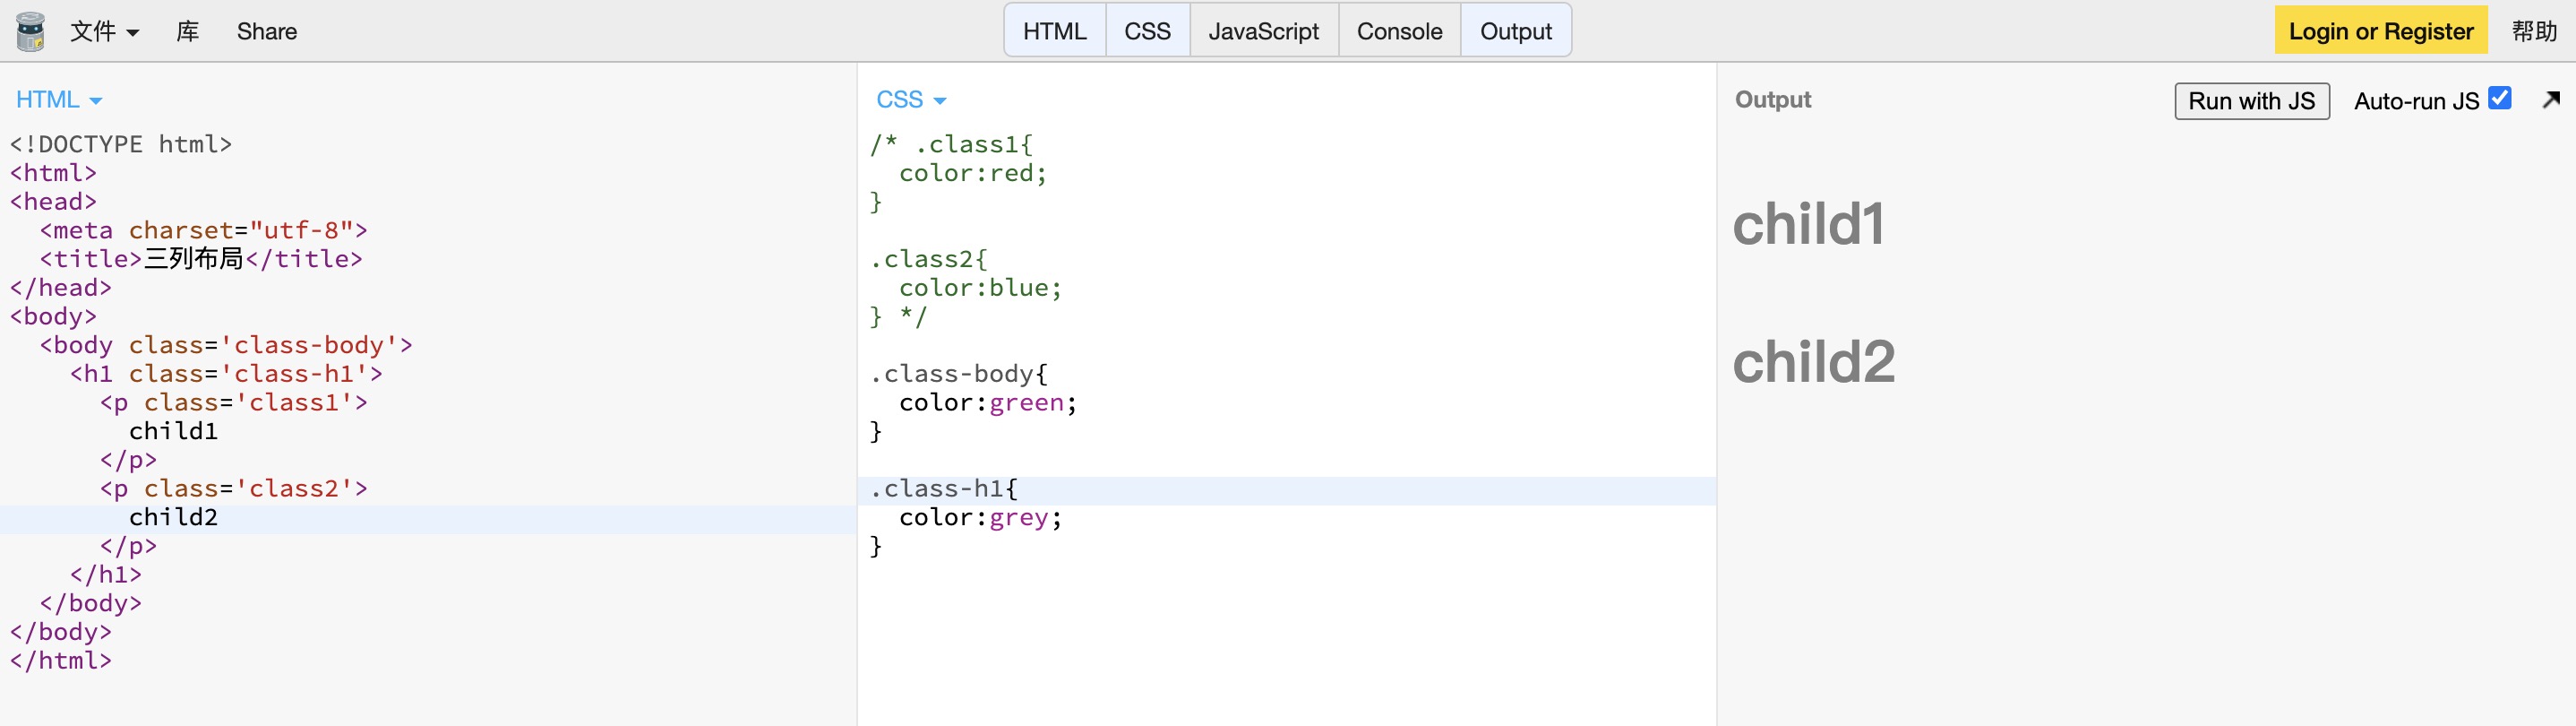 文件 库 Share HTML CSS JavaScript Console Output Login or Register 帮助
HTML
<!DOCTYPE html>
<html>
<head>
  <meta charset="utf-8">
  <title>三列布局</title>
</head>
<body>
  <body class='class-body'>
    <h1 class='class-h1'>
      <p class='class1'>
        child1
      </p>
      <p class='class2'>
        child2
      </p>
    </h1>
  </body>
</body>
</html>
CSS
/* .class1{
  color:red;
}
.class2{
  color:blue;
} */
.class-body{
  color:green;
}
.class-h1{
  color:grey;
}
Output Run with JS Auto-run JS
child1
child2